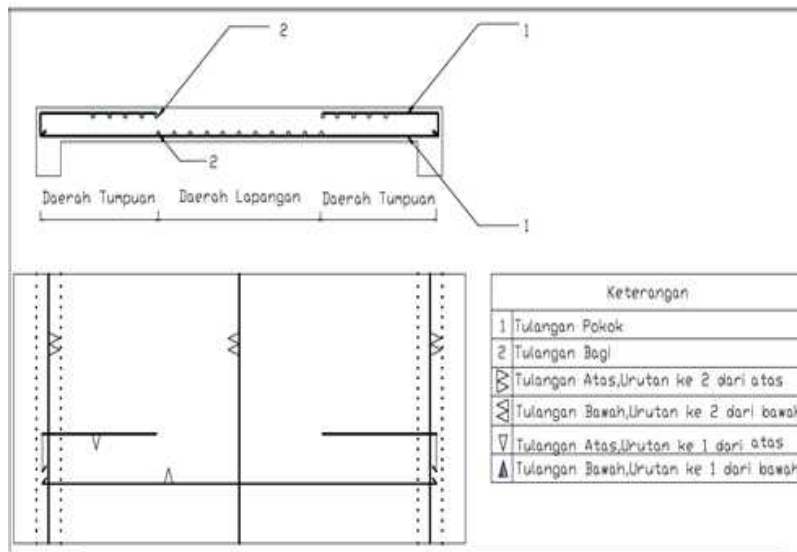 2
1
2
Daerah Tumpuan Daerah Lapangan Daerah Tumpuan
1
Keterangan
1 Tulangan Pokok
2 Tulangan Bagi
Tulangan Atas,Urutan ke 2 dari atas
Tulangan Bawah,Urutan ke 2 dari bawah
Tulangan Atas,Urutan ke 1 dari atas
Tulangan Bawah,Urutan ke 1 dari bawah